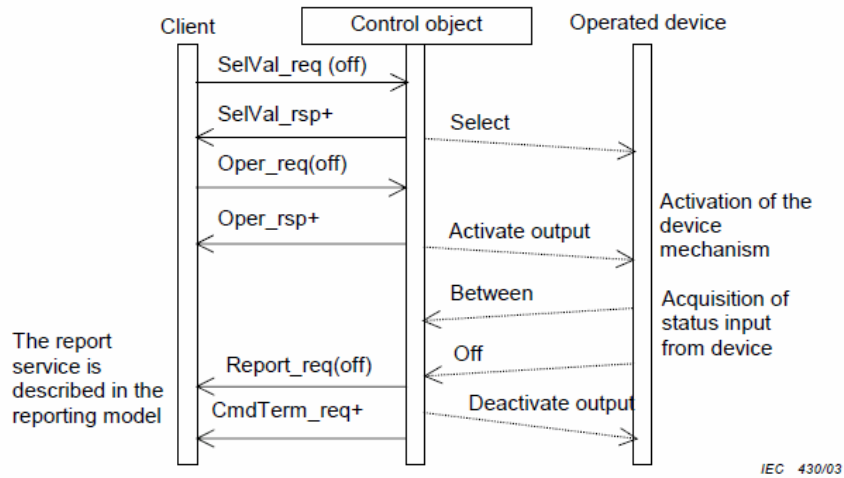 Client
Control object
Operated device
SelVal_req (off)
SelVal_rsp+
Select
Oper_req(off)
Oper_rsp+
Activate output
Activation of the
device
mechanism
Between
Acquisition of
status input
from device
The report
service is
described in the
reporting model
Off
Report_req(off)
CmdTerm_req+
Deactivate output
IEC 430/03